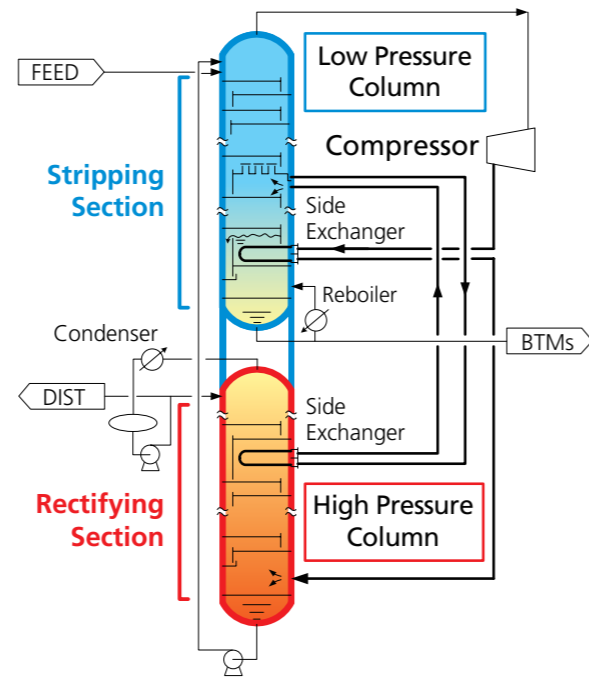 FEED
Low Pressure
Column
Compressor
Stripping
Section
Side
Exchanger
Reboiler
Condenser
BTMs
DIST
Side
Exchanger
Rectifying
Section
High Pressure
Column